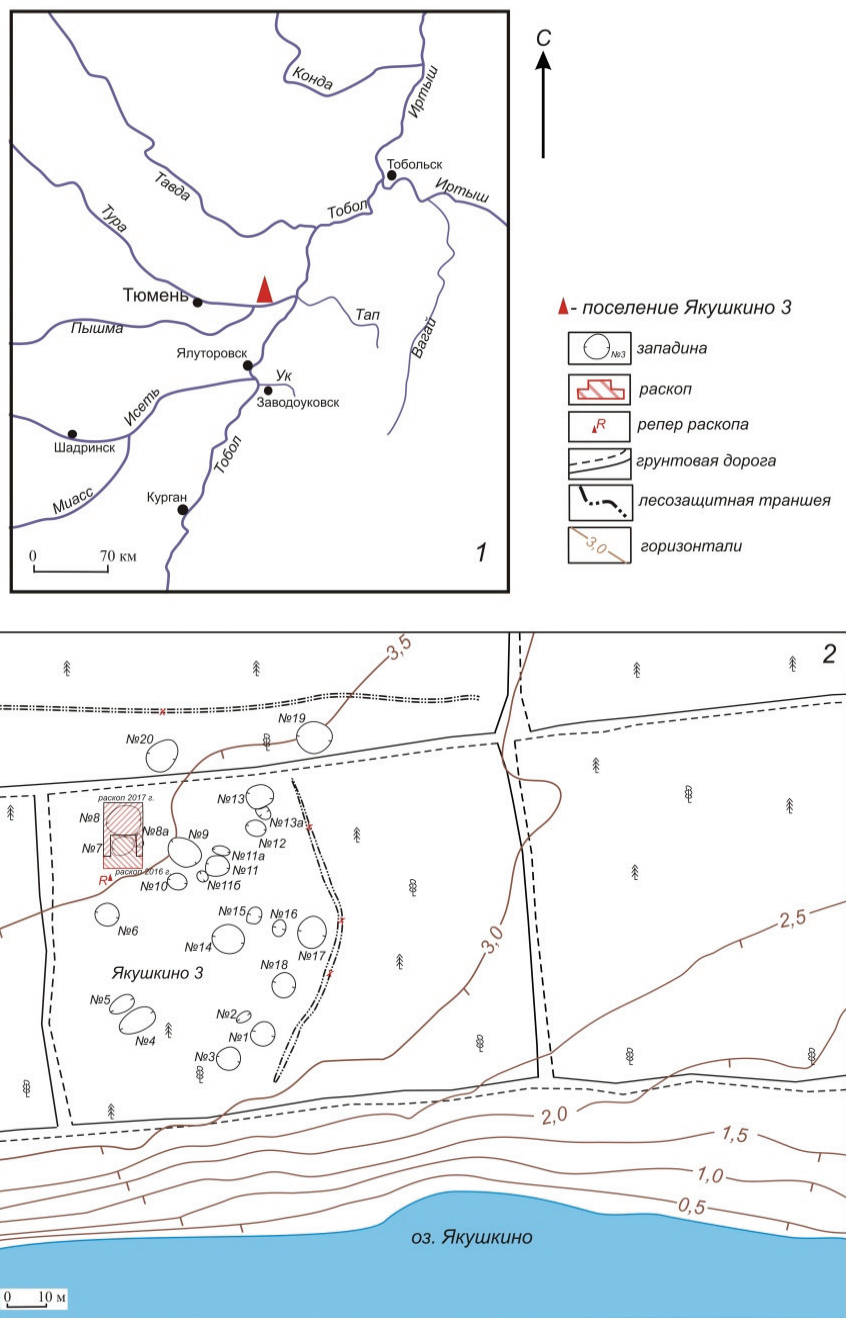 Конда
Иртыш
С
Тобольск
Иртыш
Тавда
Тобол
Тура
Тюмень
Тап
Пышма
Вагай
Ялуторовск
Ук
Заводоуковск
Исеть
Шадринск
Тобол
Миасс
Курган
0 70 км
1
- поселение Якушкино 3
№3 западина
раскоп
R репер раскопа
грунтовая дорога
лесозащитная траншея
3,0 горизонтали
2
3,5
№19
№20
раскоп 2017 г.
№13
№8
№8а
№13а
№9
№12
№7
№11а
раскоп 2016 г.
№11
R
№10
№11б
№15
№16
№6
№14
№17
3,0
2,5
Якушкино 3
№18
№5
№4
№2
№1
№3
2,0
1,5
1,0
0,5
оз. Якушкино
0 10 м